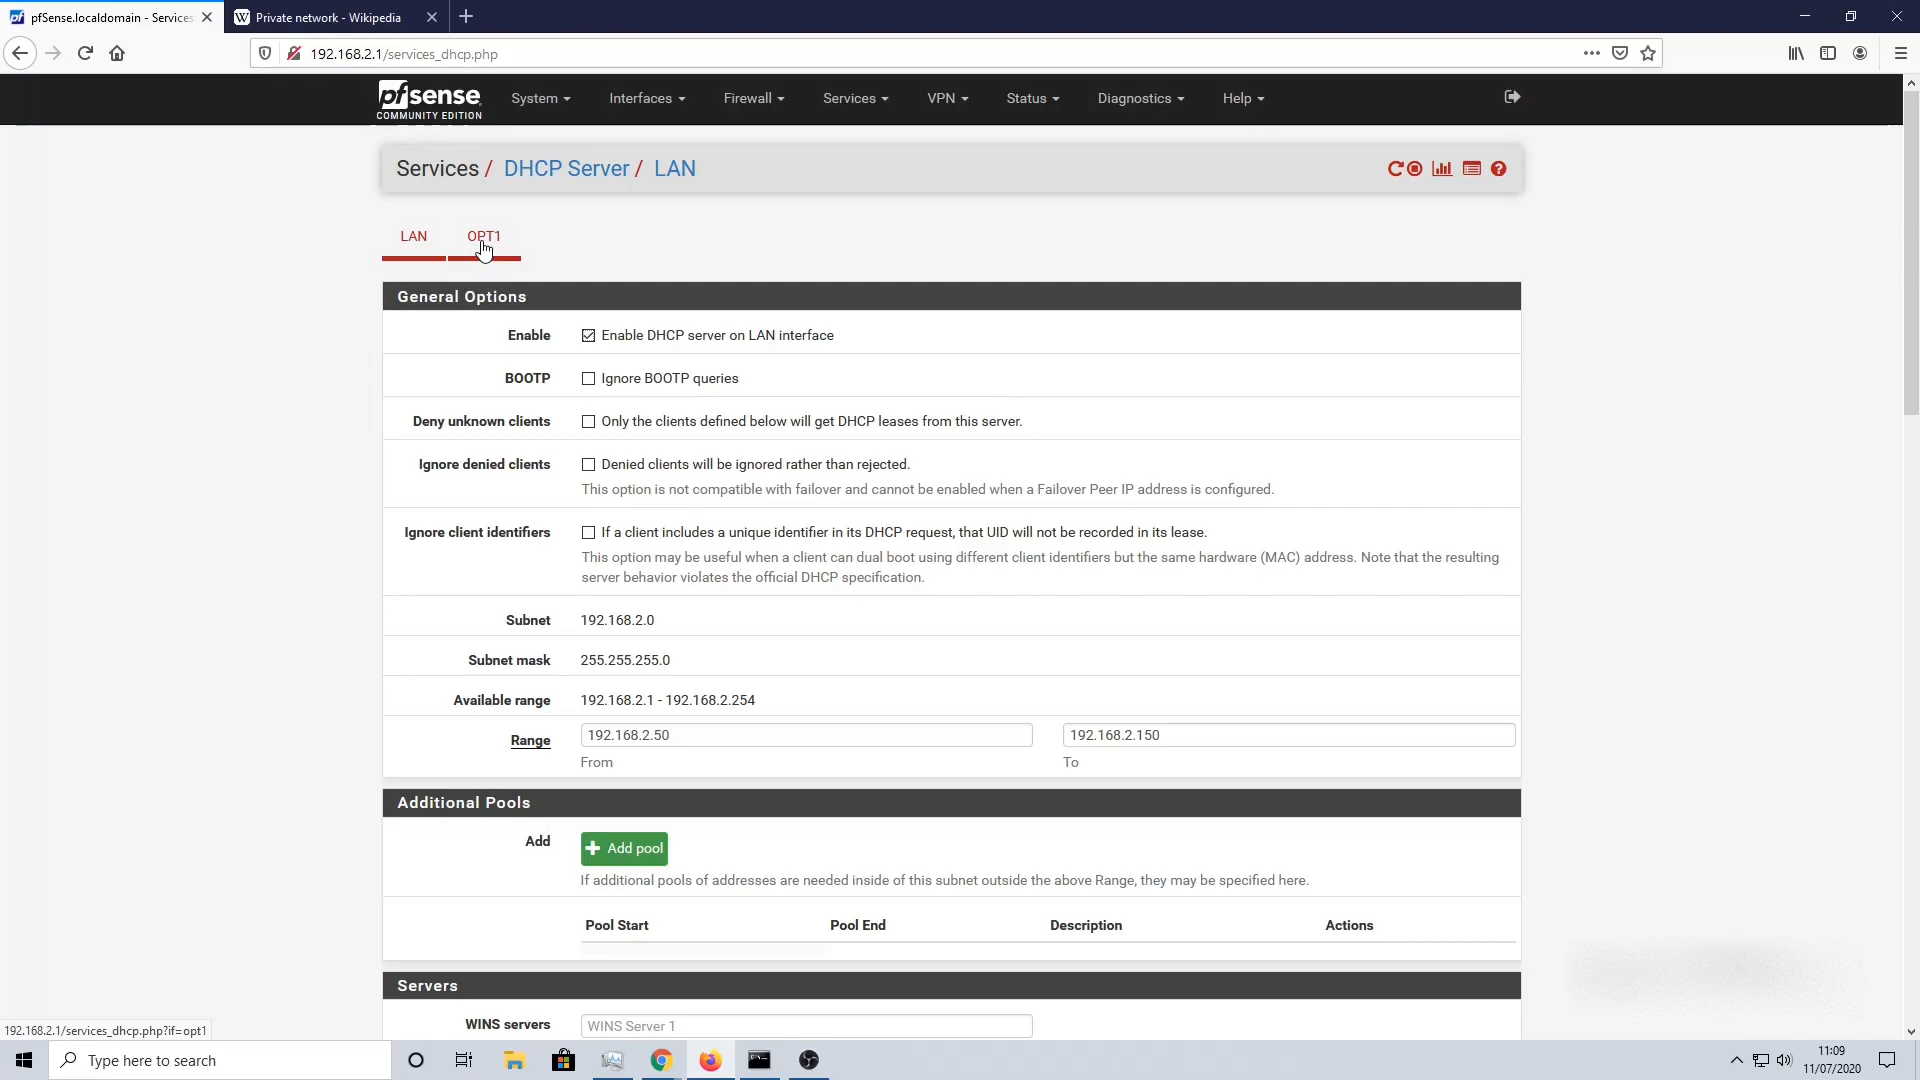 pfSense.localdomain - Services:
Private network - Wikipedia
192.168.2.1/services_dhcp.php
pfsense
COMMUNITY EDITION
System
Interfaces
Firewall
Services
VPN
Status
Diagnostics
Help
Services / DHCP Server / LAN
LAN
OPT1
General Options
Enable
Enable DHCP server on LAN interface
BOOTP
Ignore BOOTP queries
Deny unknown clients
Only the clients defined below will get DHCP leases from this server.
Ignore denied clients
Denied clients will be ignored rather than rejected.
This option is not compatible with failover and cannot be enabled when a Failover Peer IP address is configured.
Ignore client identifiers
If a client includes a unique identifier in its DHCP request, that UID will not be recorded in its lease.
This option may be useful when a client can dual boot using different client identifiers but the same hardware (MAC) address. Note that the resulting
server behavior violates the official DHCP specification.
Subnet
192.168.2.0
Subnet mask
255.255.255.0
Available range
192.168.2.1 - 192.168.2.254
Range
192.168.2.50
192.168.2.150
From
To
Additional Pools
Add
Add pool
If additional pools of addresses are needed inside of this subnet outside the above Range, they may be specified here.
Pool Start
Pool End
Description
Actions
Servers
WINS servers
WINS Server 1
192.168.2.1/services_dhcp.php?if=opt1
Type here to search
11:09
11/07/2020